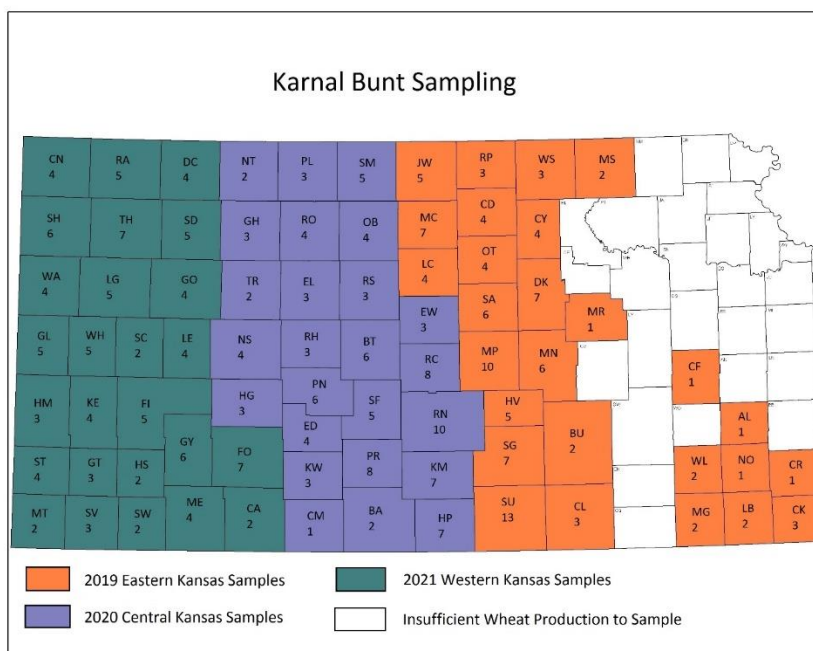 Karnal Bunt Sampling
CN
4
RA
5
DC
4
NT
2
PL
3
SM
5
JW
5
RP
3
WS
3
MS
2
SH
6
TH
7
SD
5
GH
3
RO
4
OB
4
MC
7
CD
4
CY
4
WA
4
LG
5
GO
4
TR
2
EL
3
RS
3
LC
4
OT
4
DK
7
GL
5
WH
5
SC
2
LE
4
NS
4
RH
3
BT
6
EW
3
SA
6
MR
1
RC
8
MP
10
MN
6
CF
1
HM
3
KE
4
FI
5
HG
3
PN
6
SF
5
RN
10
HV
5
GY
6
FO
7
ED
4
BU
2
AL
1
ST
4
GT
3
HS
2
KW
3
PR
8
KM
7
SG
7
WL
2
NO
1
CR
1
MT
2
SV
3
SW
2
ME
4
CA
2
CM
1
BA
2
HP
7
SU
13
CL
3
MG
2
LB
2
CK
3
2019 Eastern Kansas Samples
2021 Western Kansas Samples
2020 Central Kansas Samples
Insufficient Wheat Production to Sample